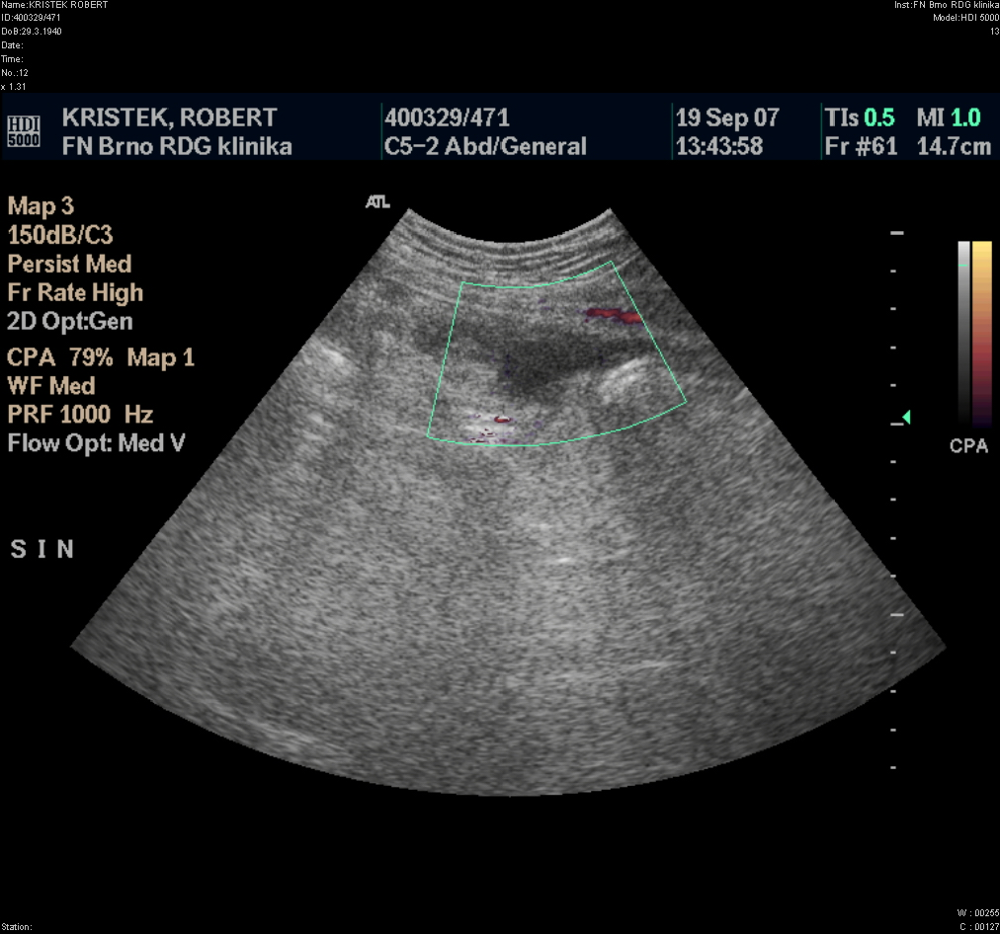 Name:KRISTEK ROBERT
ID:400329/471
DoB:29.3.1940
Date:
Time:
No.:12
x 1.31
Inst:FN Brno RDG klinika
Model:HDI 5000
13
HDI 5000
KRISTEK, ROBERT
FN Brno RDG klinika
400329/471
C5-2 Abd/General
19 Sep 07
13:43:58
TIs 0.5 MI 1.0
Fr #61 14.7cm
ATL
Map 3
150dB/C3
Persist Med
Fr Rate High
2D Opt:Gen
CPA 79% Map 1
WF Med
PRF 1000 Hz
Flow Opt: Med V
CPA
S I N
Station:
W : 00255
C : 00127